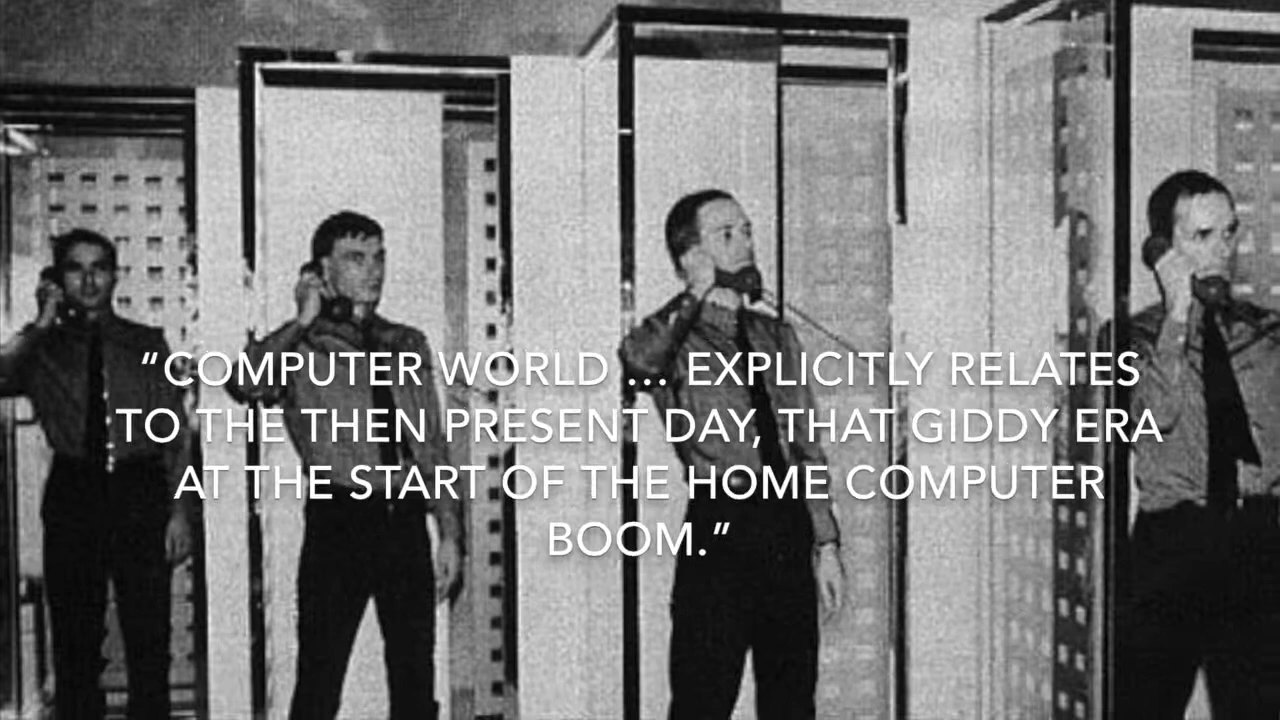 “COMPUTER WORLD … EXPLICITLY RELATES
TO THE THEN PRESENT DAY, THAT GIDDY ERA
AT THE START OF THE HOME COMPUTER
BOOM.”